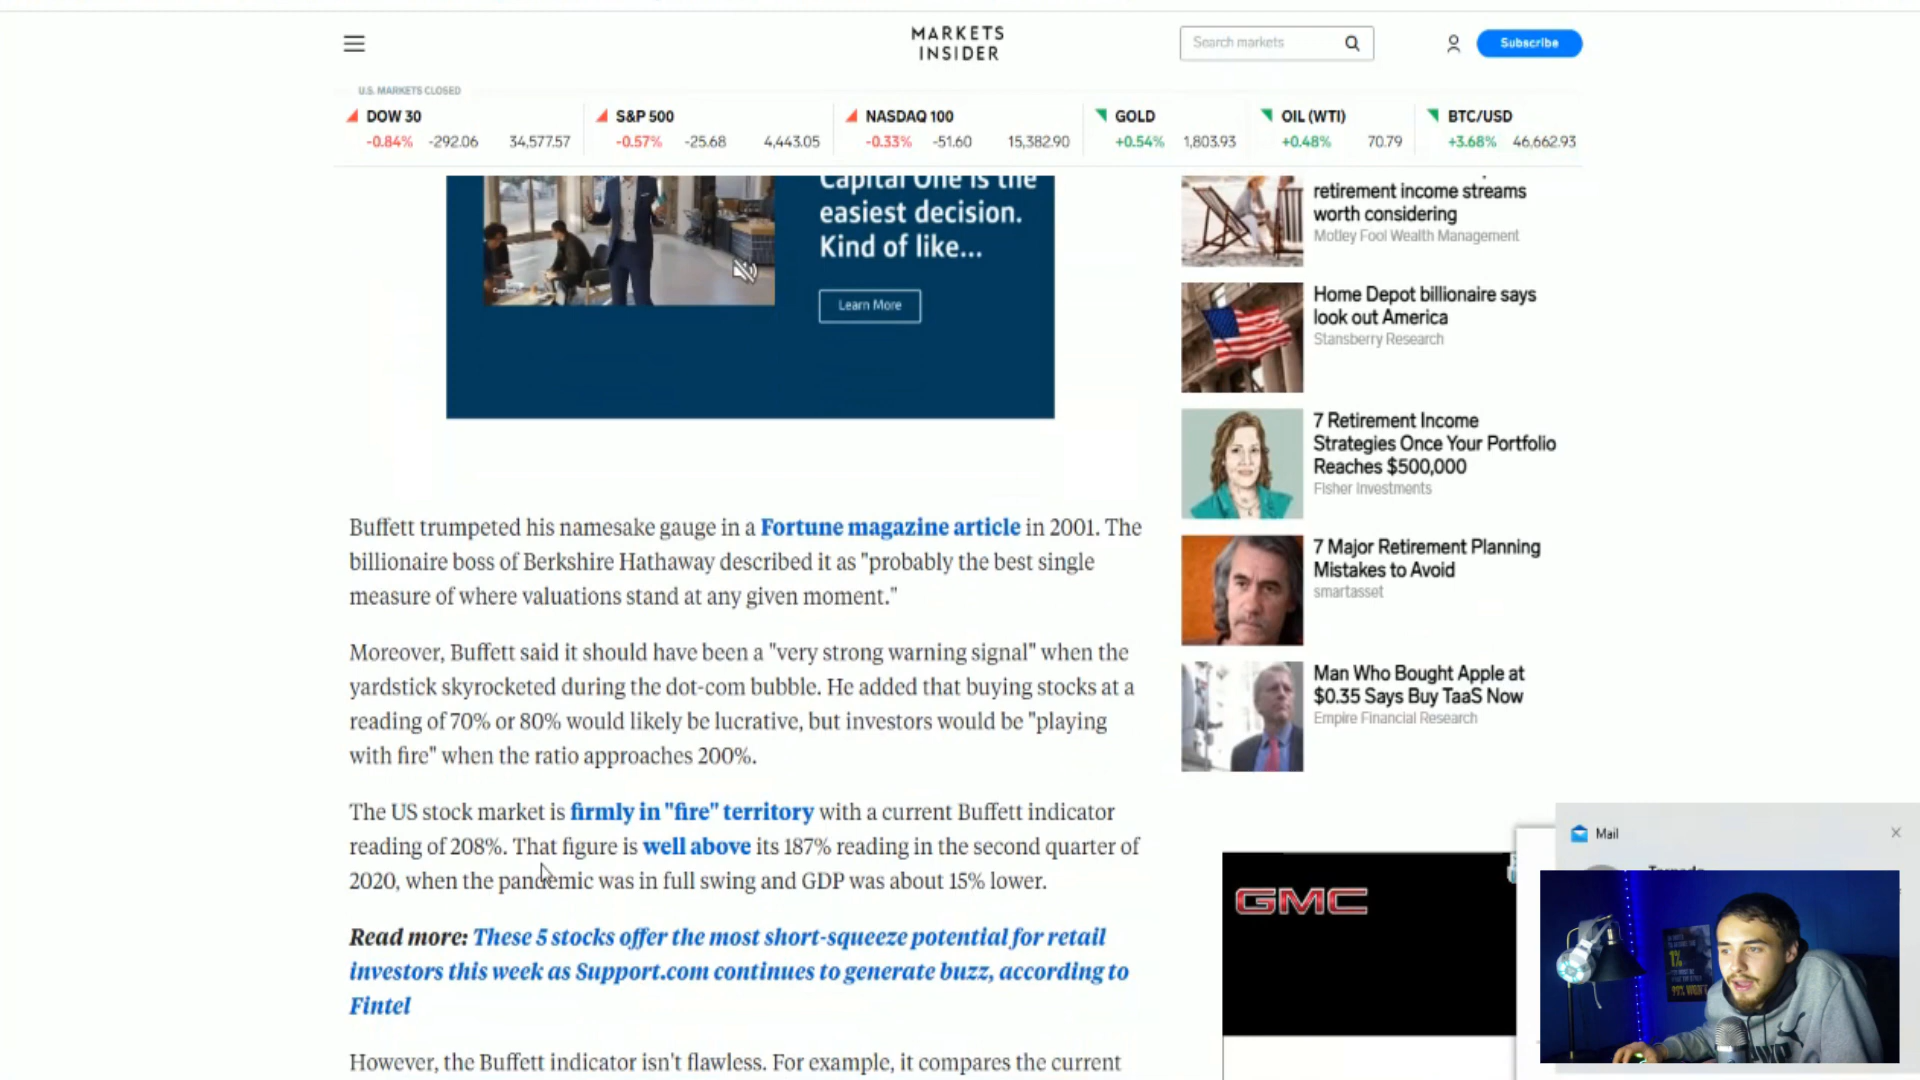 MARKETS
INSIDER
Search markets
Subscribe
U.S. MARKETS CLOSED
DOW 30
-0.84% -292.06 34,577.57
S&P 500
-0.57% -25.68 4,443.05
NASDAQ 100
-0.33% -51.60 15,382.90
GOLD
+0.54% 1,803.93
OIL (WTI)
+0.48% 70.79
BTC/USD
+3.68% 46,662.93
Capital One is the
easiest decision.
Kind of like...
Learn More
retirement income streams
worth considering
Motley Fool Wealth Management
Home Depot billionaire says
look out America
Stansberry Research
7 Retirement Income
Strategies Once Your Portfolio
Reaches $500,000
Fisher Investments
7 Major Retirement Planning
Mistakes to Avoid
smartasset
Man Who Bought Apple at
$0.35 Says Buy TaaS Now
Empire Financial Research
Buffett trumpeted his namesake gauge in a Fortune magazine article in 2001. The
billionaire boss of Berkshire Hathaway described it as "probably the best single
measure of where valuations stand at any given moment."
Moreover, Buffett said it should have been a "very strong warning signal" when the
yardstick skyrocketed during the dot-com bubble. He added that buying stocks at a
reading of 70% or 80% would likely be lucrative, but investors would be "playing
with fire" when the ratio approaches 200%.
The US stock market is firmly in "fire" territory with a current Buffett indicator
reading of 208%. That figure is well above its 187% reading in the second quarter of
2020, when the pandemic was in full swing and GDP was about 15% lower.
Read more: These 5 stocks offer the most short-squeeze potential for retail
investors this week as Support.com continues to generate buzz, according to
Fintel
However, the Buffett indicator isn't flawless. For example, it compares the current
Mail
GMC
1%